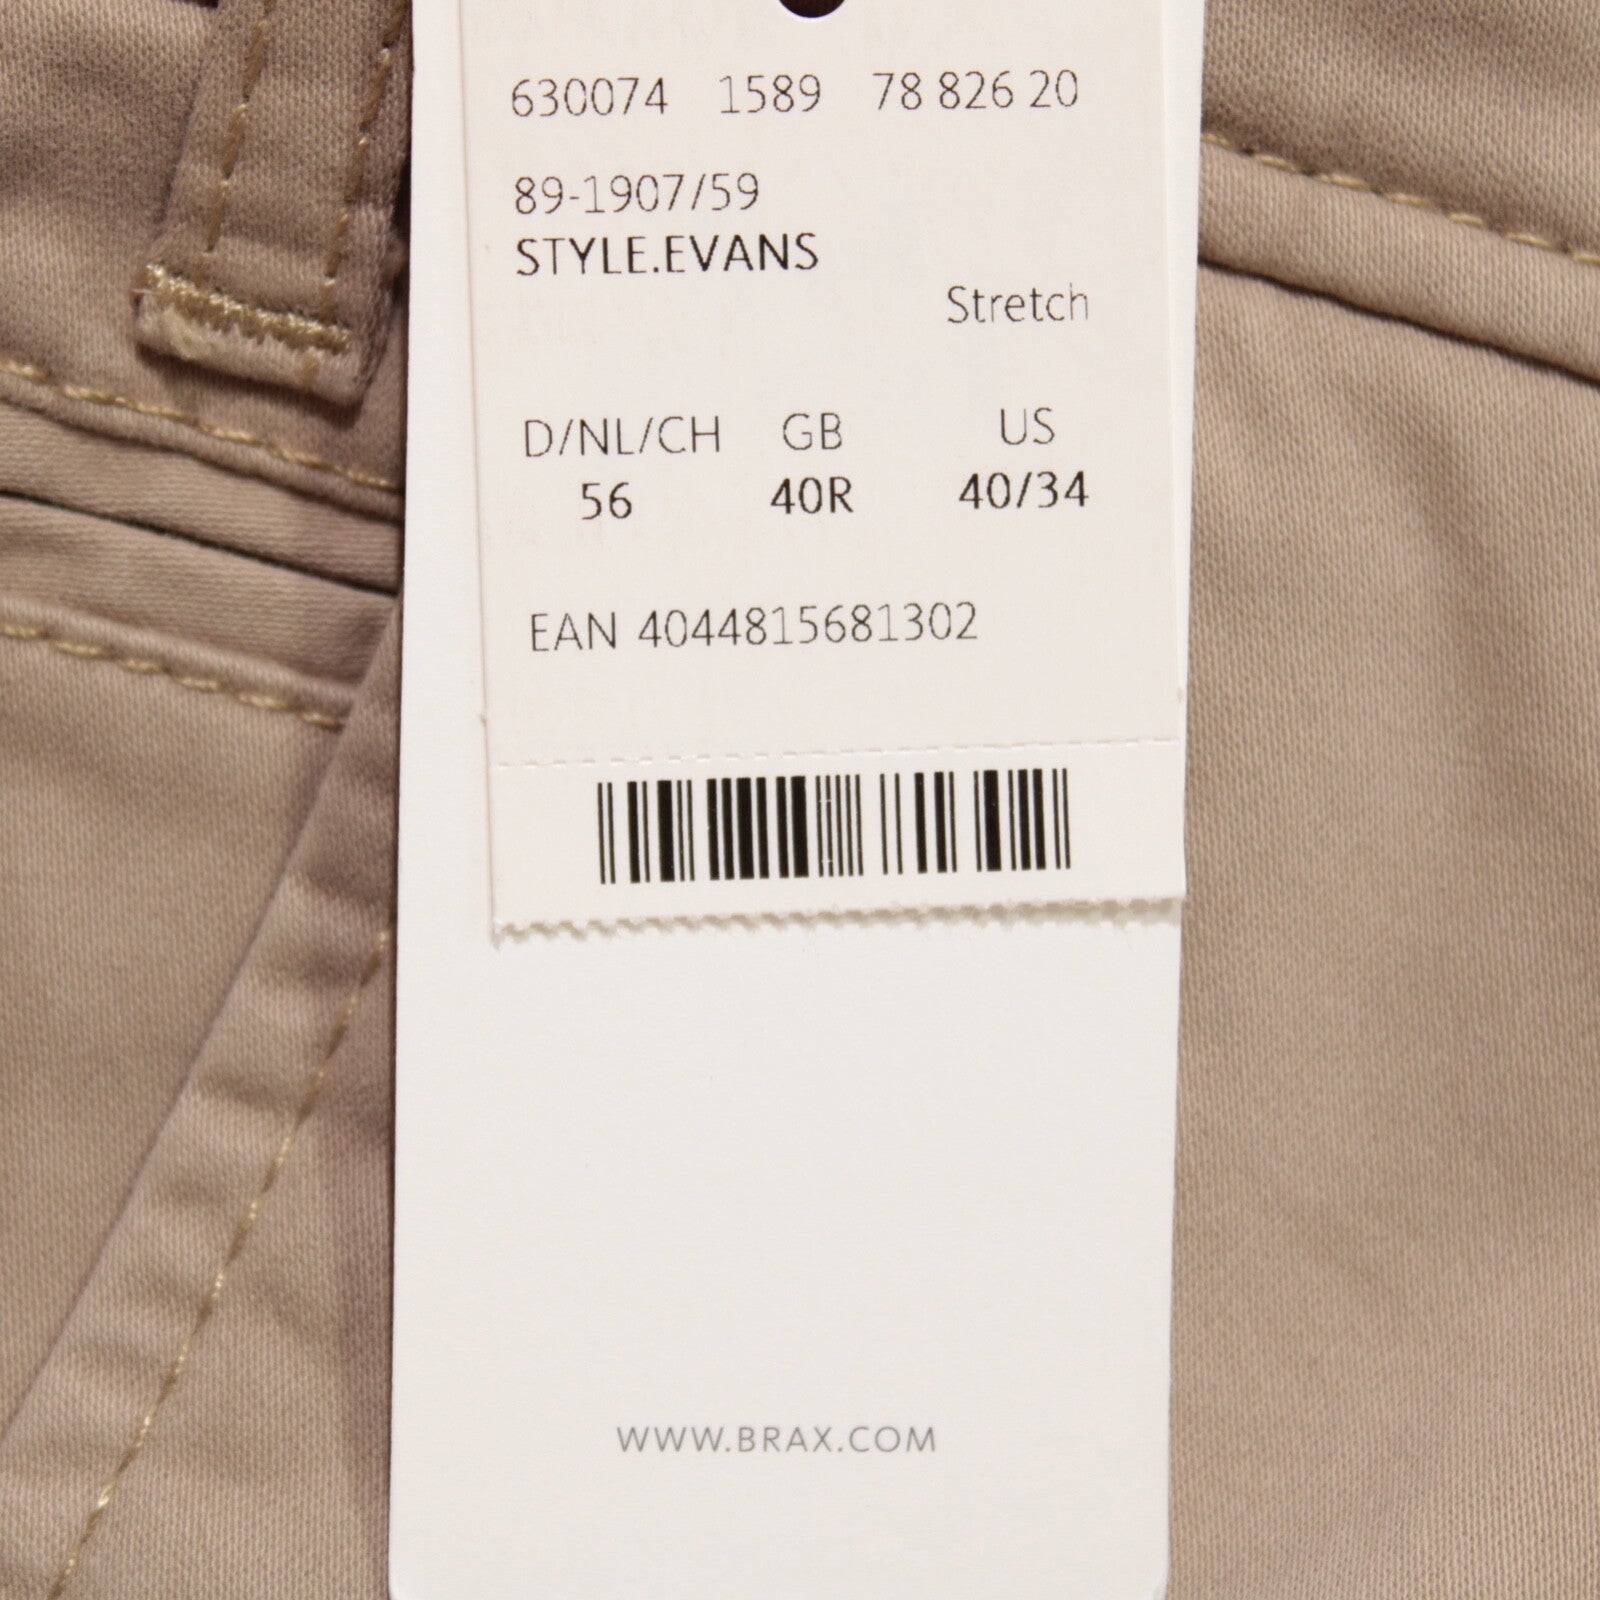 630074 1589 78 826 20
89-1907/59
STYLE.EVANS
Stretch
D/NL/CH GB US
56 40R 40/34
EAN 4044815681302
WWW.BRAX.COM